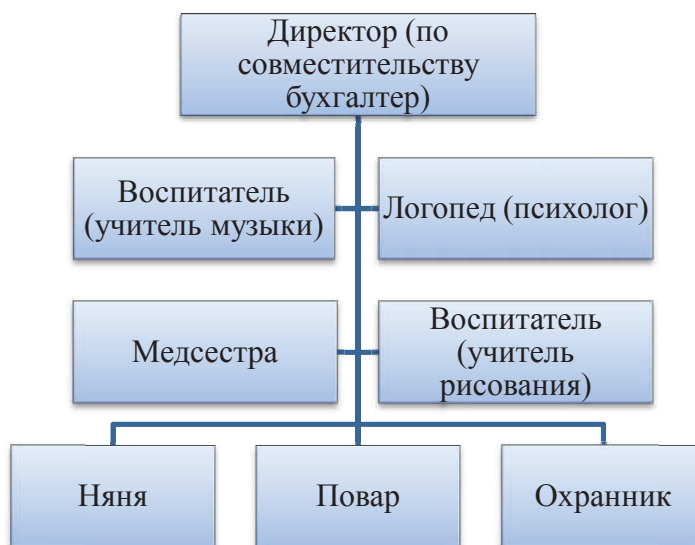 Директор (по
совместительству
бухгалтер)
Воспитатель
(учитель музыки)
Логопед (психолог)
Медсестра
Воспитатель
(учитель
рисования)
Няня
Повар
Охранник